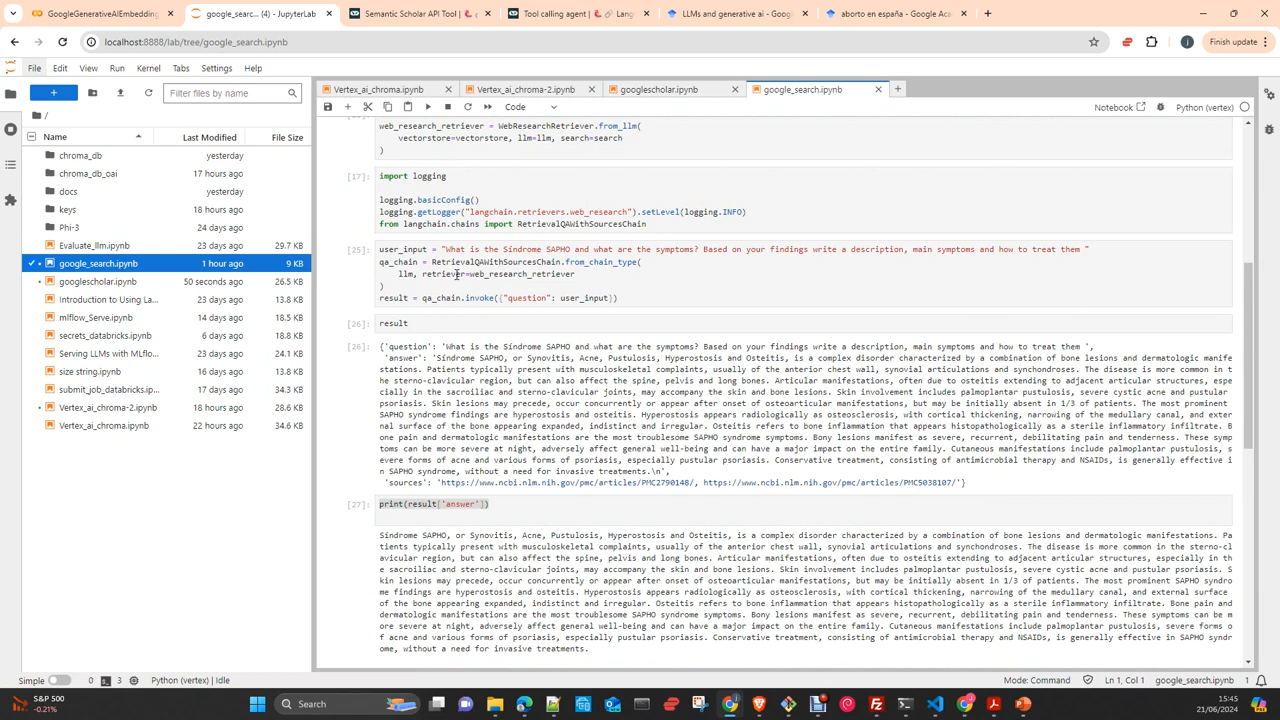 GoogleGenerativeAIEmbedding
google_search... (4) - JupyterLab
Semantic Scholar API Tool |
Tool calling agent |
Lang
LLMs and generative ai - Goog
aborto en españa - Google Aca
localhost:8888/lab/tree/google_search.ipynb
Finish update
File Edit View Run Kernel Tabs Settings Help
Filter files by name
/
Name Last Modified File Size
chroma_db yesterday
chroma_db_oai 17 hours ago
docs yesterday
keys 18 hours ago
Phi-3 24 days ago
Evaluate_llm.ipynb 23 days ago 29.7 KB
google_search.ipynb 1 hour ago 9 KB
googlescholar.ipynb 50 seconds ago 26.5 KB
Introduction to Using La... 23 days ago 13.8 KB
mlflow_Serve.ipynb 14 days ago 18.5 KB
secrets_databricks.ipynb 6 days ago 9.8 KB
Serving LLMs with MLflo... 23 days ago 24.1 KB
size string.ipynb 16 days ago 13.8 KB
submit_job_databricks.ip... 17 days ago 34.3 KB
Vertex_ai_chroma-2.ipynb 18 hours ago 28.6 KB
Vertex_ai_chroma.ipynb 22 hours ago 34.6 KB
Vertex_ai_chroma.ipynb
Vertex_ai_chroma-2.ipynb
googlescholar.ipynb
google_search.ipynb
Code
Notebook
Python (vertex)
web_research_retriever = WebResearchRetriever.from_llm(
vectorstore=vectorstore, llm=llm, search=search
)
[17]: import logging
logging.basicConfig()
logging.getLogger("langchain.retrievers.web_research").setLevel(logging.INFO)
from langchain.chains import RetrievalQAWithSourcesChain
[25]: user_input = "What is the Síndrome SAPHO and what are the symptoms? Based on your findings write a description, main symptoms and how to treat them "
qa_chain = RetrievalQAWithSourcesChain.from_chain_type(
llm, retriever=web_research_retriever
)
result = qa_chain.invoke({"question": user_input})
[26]: result
[26]: {'question': 'What is the Síndrome SAPHO and what are the symptoms? Based on your findings write a description, main symptoms and how to treat them ',
'answer': 'Síndrome SAPHO, or Synovitis, Acne, Pustulosis, Hyperostosis and Osteitis, is a complex disorder characterized by a combination of bone lesions and dermatologic manife
stations. Patients typically present with musculoskeletal complaints, usually of the anterior chest wall, synovial articulations and synchondroses. The disease is more common in t
he sterno-clavicular region, but can also affect the spine, pelvis and long bones. Articular manifestations, often due to osteitis extending to adjacent articular structures, espe
cially in the sacroiliac and sterno-clavicular joints, may accompany the skin and bone lesions. Skin involvement includes palmoplantar pustulosis, severe cystic acne and pustular
psoriasis. Skin lesions may precede, occur concurrently or appear after onset of osteoarticular manifestations, but may be initially absent in 1/3 of patients. The most prominent
SAPHO syndrome findings are hyperostosis and osteitis. Hyperostosis appears radiologically as osteosclerosis, with cortical thickening, narrowing of the medullary canal, and exter
nal surface of the bone appearing expanded, indistinct and irregular. Osteitis refers to bone inflammation that appears histopathologically as a sterile inflammatory infiltrate. B
one pain and dermatologic manifestations are the most troublesome SAPHO syndrome symptoms. Bony lesions manifest as severe, recurrent, debilitating pain and tenderness. These symp
toms can be more severe at night, adversely affect general well-being and can have a major impact on the entire family. Cutaneous manifestations include palmoplantar pustulosis, s
evere forms of acne and various forms of psoriasis, especially pustular psoriasis. Conservative treatment, consisting of antimicrobial therapy and NSAIDs, is generally effective i
n SAPHO syndrome, without a need for invasive treatments.\n',
'sources': 'https://www.ncbi.nlm.nih.gov/pmc/articles/PMC2790148/, https://www.ncbi.nlm.nih.gov/pmc/articles/PMC5038107/'}
[27]: print(result['answer'])
Síndrome SAPHO, or Synovitis, Acne, Pustulosis, Hyperostosis and Osteitis, is a complex disorder characterized by a combination of bone lesions and dermatologic manifestations. Pa
tients typically present with musculoskeletal complaints, usually of the anterior chest wall, synovial articulations and synchondroses. The disease is more common in the sterno-cl
avicular region, but can also affect the spine, pelvis and long bones. Articular manifestations, often due to osteitis extending to adjacent articular structures, especially in th
e sacroiliac and sterno-clavicular joints, may accompany the skin and bone lesions. Skin involvement includes palmoplantar pustulosis, severe cystic acne and pustular psoriasis. S
kin lesions may precede, occur concurrently or appear after onset of osteoarticular manifestations, but may be initially absent in 1/3 of patients. The most prominent SAPHO syndro
me findings are hyperostosis and osteitis. Hyperostosis appears radiologically as osteosclerosis, with cortical thickening, narrowing of the medullary canal, and external surface
of the bone appearing expanded, indistinct and irregular. Osteitis refers to bone inflammation that appears histopathologically as a sterile inflammatory infiltrate. Bone pain and
dermatologic manifestations are the most troublesome SAPHO syndrome symptoms. Bony lesions manifest as severe, recurrent, debilitating pain and tenderness. These symptoms can be m
ore severe at night, adversely affect general well-being and can have a major impact on the entire family. Cutaneous manifestations include palmoplantar pustulosis, severe forms o
f acne and various forms of psoriasis, especially pustular psoriasis. Conservative treatment, consisting of antimicrobial therapy and NSAIDs, is generally effective in SAPHO syndr
ome, without a need for invasive treatments.
Simple 0 3 Python (vertex) | Idle
Mode: Command Ln 1, Col 1 google_search.ipynb 1
S&P 500
-0.21%
Search
15:45
21/06/2024